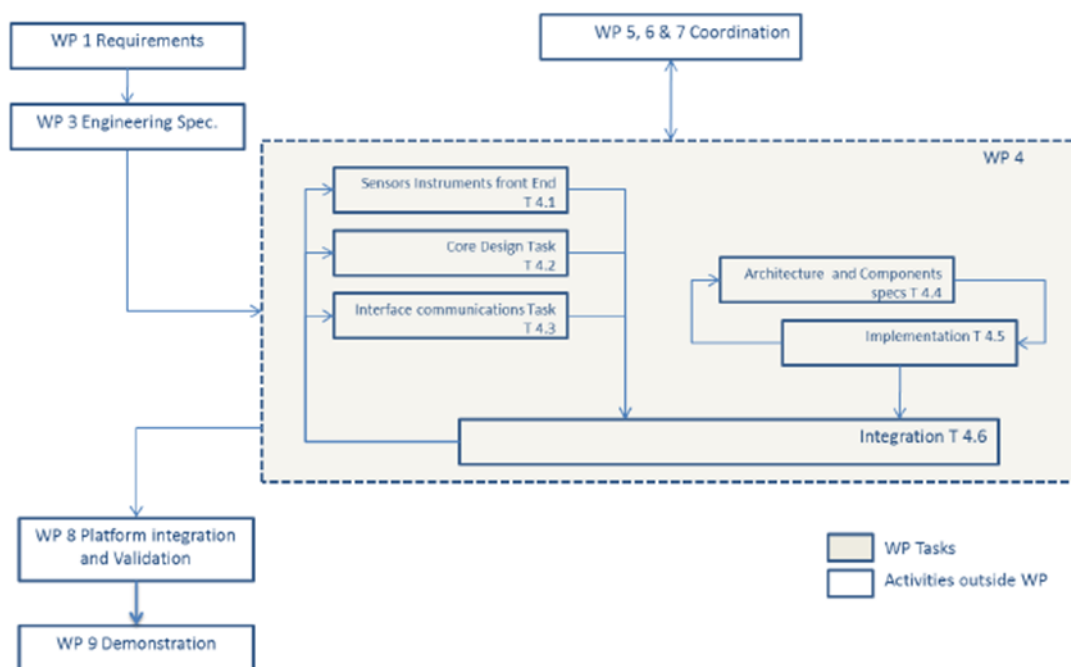 WP 1 Requirements
WP 5, 6 & 7 Coordination
WP 3 Engineering Spec.
WP 4
Sensors Instruments front End
T 4.1
Core Design Task
T 4.2
Interface communications Task
T 4.3
Architecture and Components
specs T 4.4
Implementation T 4.5
Integration T 4.6
WP 8 Platform integration
and Validation
WP 9 Demonstration
WP Tasks
Activities outside WP